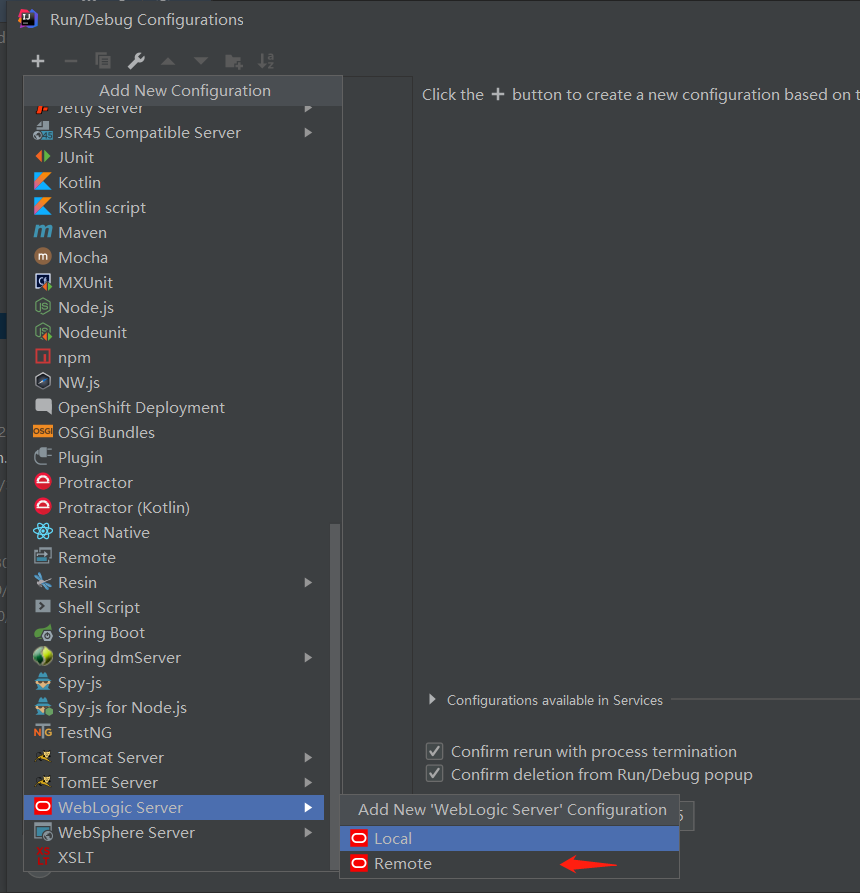 Run/Debug Configurations
Add New Configuration
Click the + button to create a new configuration based on t
Jetty Server
JSR45 Compatible Server
JUnit
Kotlin
Kotlin script
Maven
Mocha
MXUnit
Node.js
Nodeunit
npm
NW.js
OpenShift Deployment
OSGi Bundles
Plugin
Protractor
Protractor (Kotlin)
React Native
Remote
Resin
Shell Script
Spring Boot
Spring dmServer
Spy-js
Spy-js for Node.js
TestNG
Tomcat Server
TomEE Server
WebLogic Server
WebSphere Server
XSLT
Configurations available in Services
Confirm rerun with process termination
Confirm deletion from Run/Debug popup
Add New 'WebLogic Server' Configuration
Local
Remote